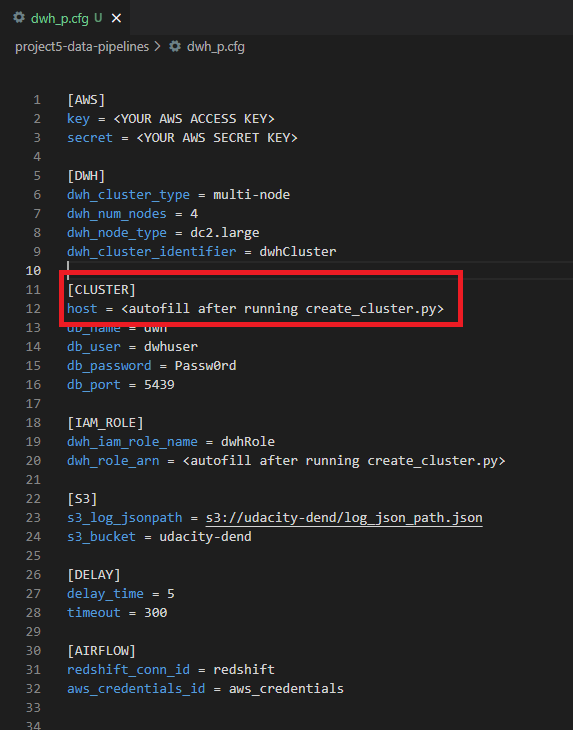 dwh_p.cfg U
project5-data-pipelines > dwh_p.cfg
1 [AWS]
2 key = <YOUR AWS ACCESS KEY>
3 secret = <YOUR AWS SECRET KEY>
4
5 [DWH]
6 dwh_cluster_type = multi-node
7 dwh_num_nodes = 4
8 dwh_node_type = dc2.large
9 dwh_cluster_identifier = dwhCluster
10
11 [CLUSTER]
12 host = <autofill after running create_cluster.py>
13 db_name = dwh
14 db_user = dwhuser
15 db_password = Passw0rd
16 db_port = 5439
17
18 [IAM_ROLE]
19 dwh_iam_role_name = dwhRole
20 dwh_role_arn = <autofill after running create_cluster.py>
21
22 [S3]
23 s3_log_jsonpath = s3://udacity-dend/log_json_path.json
24 s3_bucket = udacity-dend
25
26 [DELAY]
27 delay_time = 5
28 timeout = 300
29
30 [AIRFLOW]
31 redshift_conn_id = redshift
32 aws_credentials_id = aws_credentials
33
34